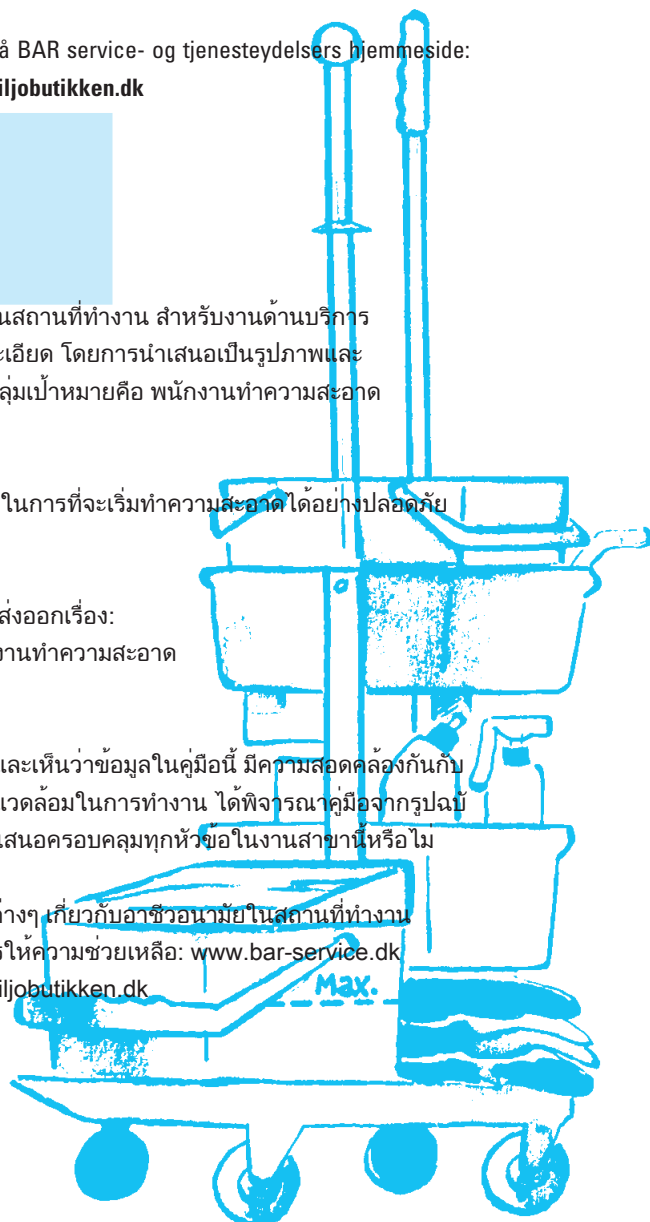 å BAR service- og tjenesteydelsers hjemmeside:
iljobutikken.dk
นสถานที่ทำงาน สำหรับงานด้านบริการ
ะเอียด โดยการนำเสนอเป็นรูปภาพและ
ลุ่มเป้าหมายคือ พนักงานทำความสะอาด
ในการที่จะเริ่มทำความสะอาดได้อย่างปลอดภัย
ส่งออกเรื่อง:
งานทำความสะอาด
และเห็นว่าข้อมูลในคู่มือนี้ มีความสอดคล้องกันกับ
แวดล้อมในการทำงาน ได้พิจารณาคู่มือจากรูปฉบั
เสนอครอบคลุมทุกหัวข้อในงานสาขานี้หรือไม่
ต่างๆ เกี่ยวกับอาชีวอนามัยในสถานที่ทำงาน
รให้ความช่วยเหลือ: www.bar-service.dk
iljobutikken.dk
Max.